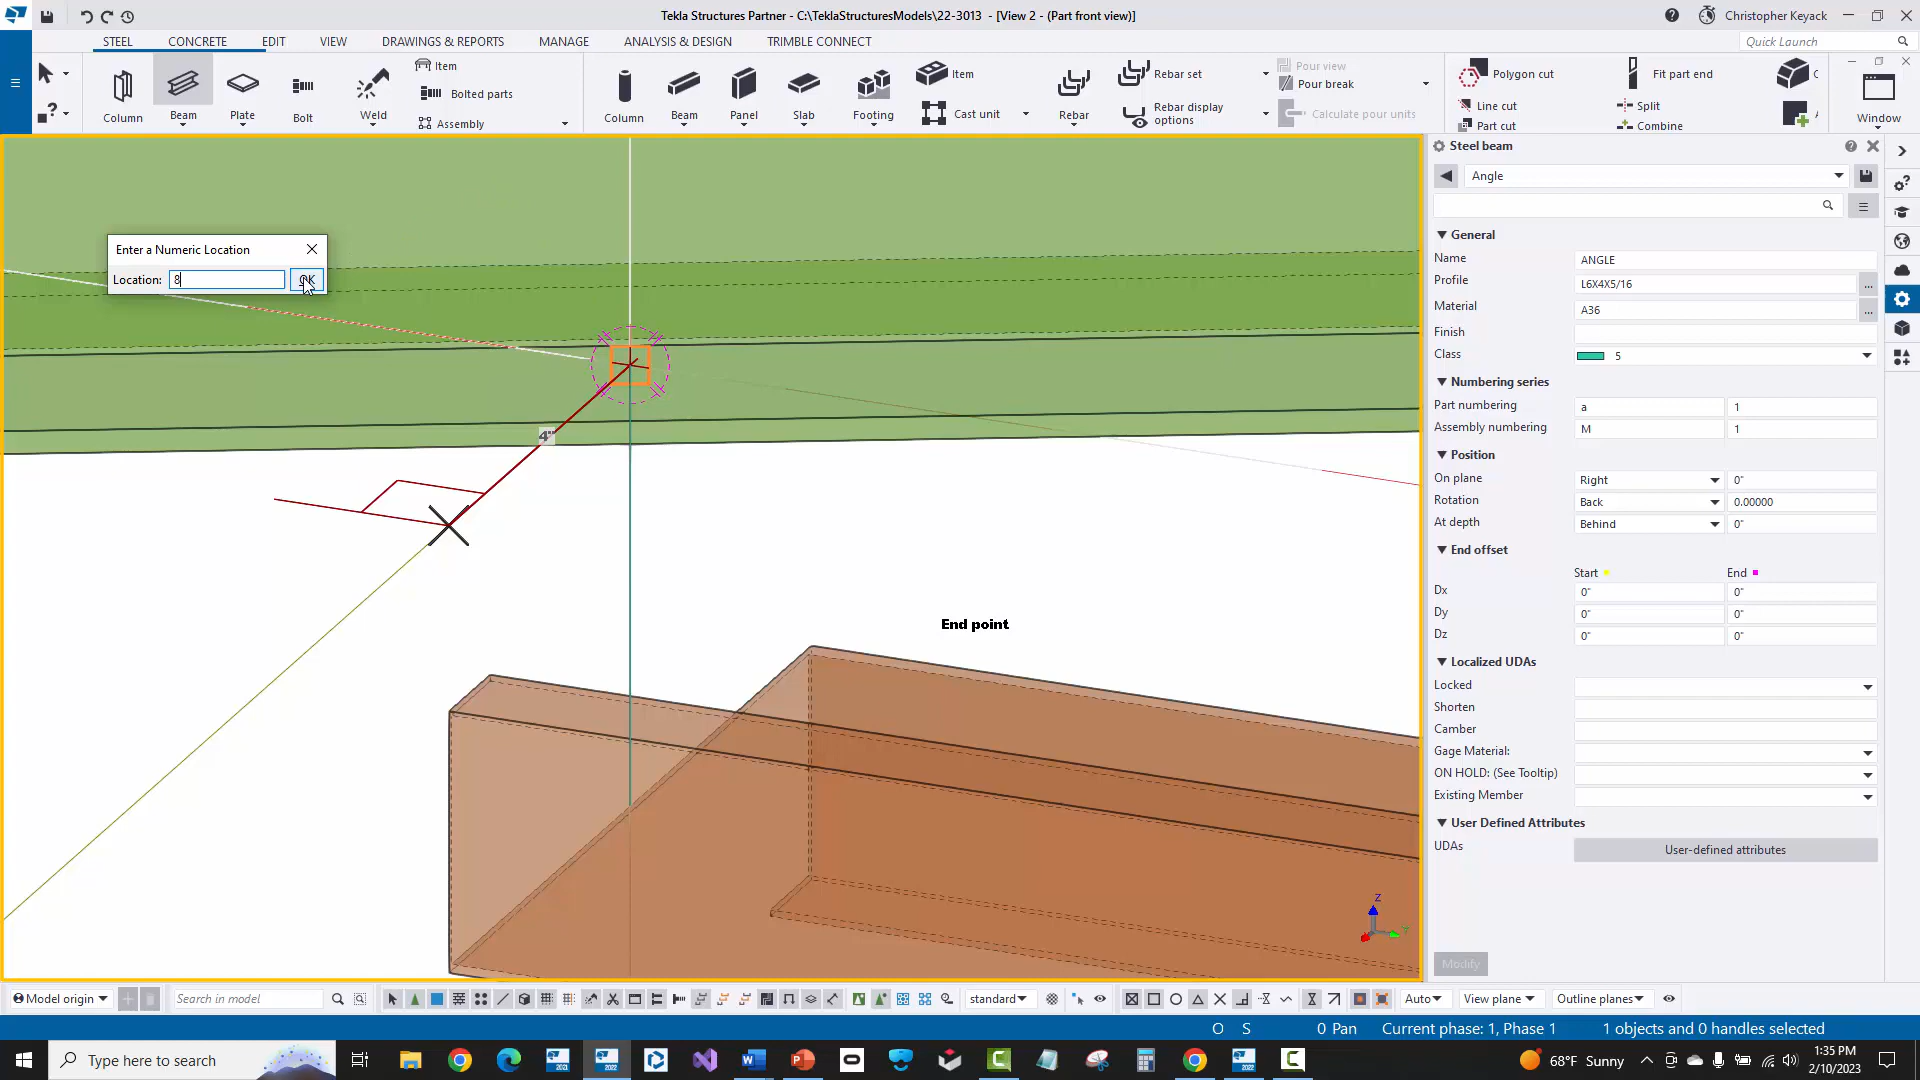 Tekla Structures Partner - C:\TeklaStructuresModels\22-3013 - [View 2 - (Part front view)]
Christopher Keyack
STEEL CONCRETE EDIT VIEW DRAWINGS & REPORTS MANAGE ANALYSIS & DESIGN TRIMBLE CONNECT
Quick Launch
Column Beam Plate Bolt Weld
Item
Bolted parts
Assembly
Column Beam Panel Slab Footing
Item
Cast unit
Rebar
Rebar set
Rebar display options
Pour view
Pour break
Calculate pour units
Polygon cut
Line cut
Part cut
Fit part end
Split
Combine
Window
Enter a Numeric Location
Location: 8
OK
4"
End point
Z
Steel beam
Angle
General
Name ANGLE
Profile L6X4X5/16 ...
Material A36 ...
Finish
Class 5
Numbering series
Part numbering a 1
Assembly numbering M 1
Position
On plane Right 0"
Rotation Back 0.00000
At depth Behind 0"
End offset
Start End
Dx 0" 0"
Dy 0" 0"
Dz 0" 0"
Localized UDAs
Locked
Shorten
Camber
Gage Material:
ON HOLD: (See Tooltip)
Existing Member
User Defined Attributes
UDAs User-defined attributes
Modify
Model origin Search in model standard Auto View plane Outline planes
O S 0 Pan Current phase: 1, Phase 1 1 objects and 0 handles selected
Type here to search
68°F Sunny
1:35 PM
2/10/2023